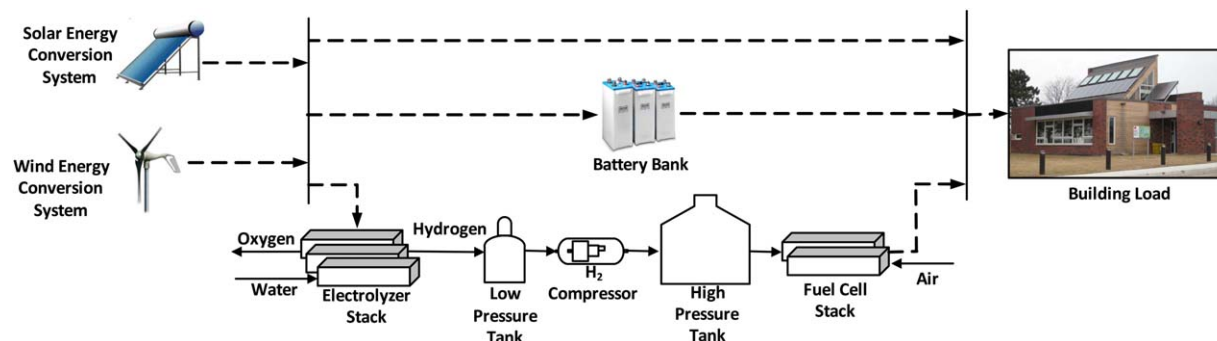 Solar Energy
Conversion
System
Wind Energy
Conversion
System
Battery Bank
Building Load
Oxygen
Hydrogen
Water
Electrolyzer
Stack
Low
Pressure
Tank
H2
Compressor
High
Pressure
Tank
Fuel Cell
Stack
Air